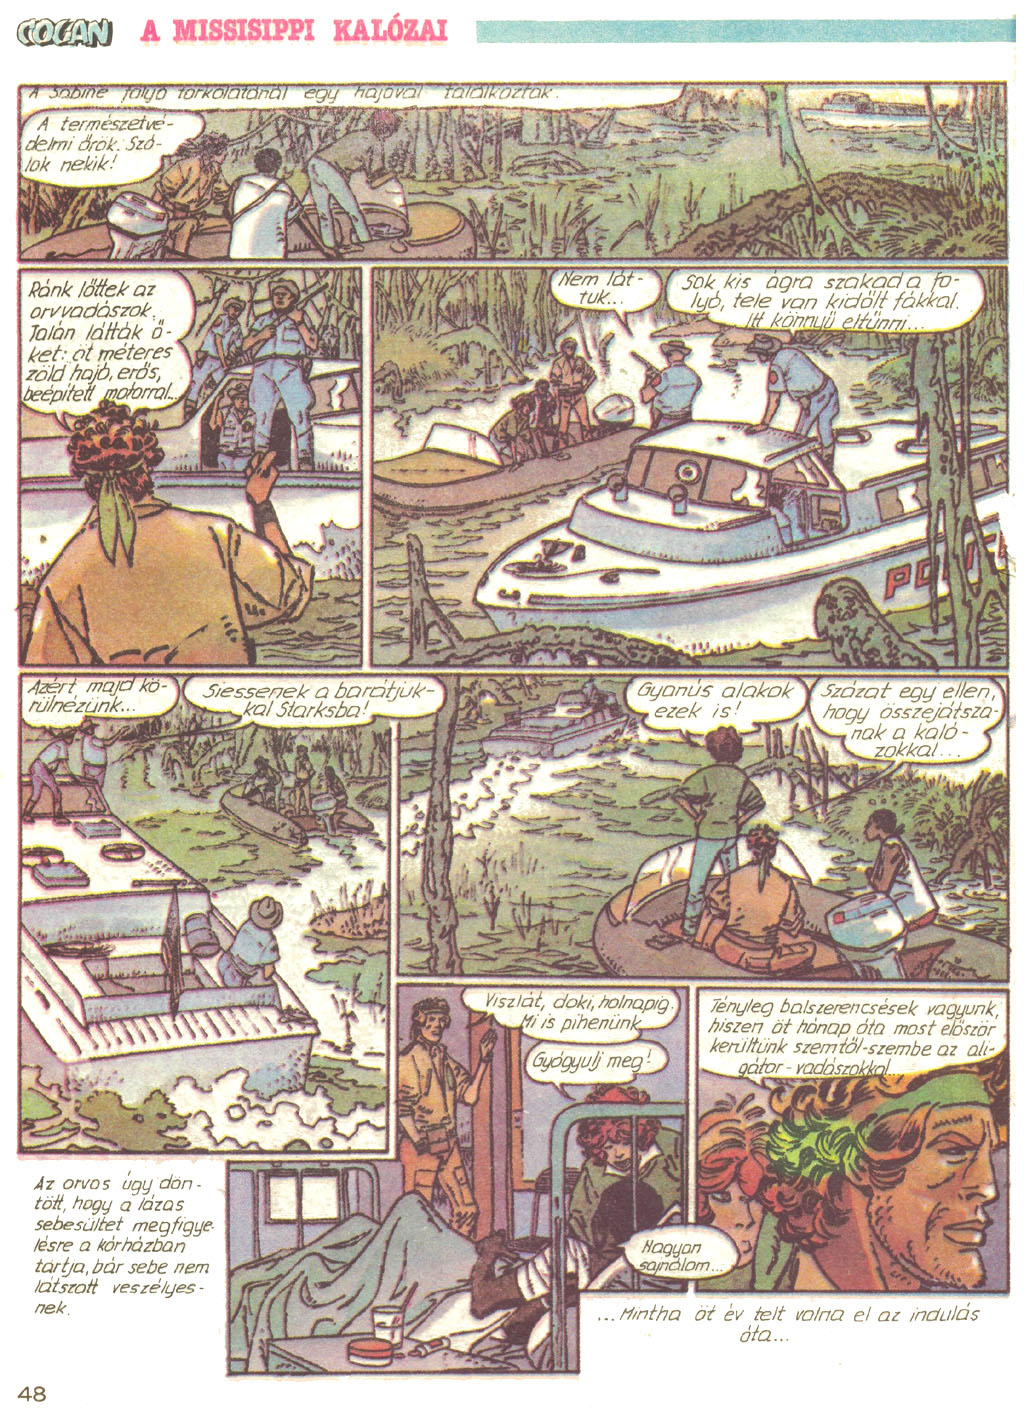 COGAN A MISSISIPPI KALÓZAI
A Sabine folyó torkolatánál egy hajóval találkoztak.
A természetvé-
delmi őrök. Szó-
lok nekik!
Ránk lőttek az
orvvadászok.
Talán látták ő-
ket: öt méteres
zöld hajó, erős,
beépített motorral...
Nem lát-
tuk...
Sok kis ágra szakad a fo-
lyó, tele van kidőlt fákkal.
Itt könnyű eltűnni...
PO
Azért majd kö-
rülnézünk...
Siessenek a barátjuk-
kal Starksba!
Gyanús alakok
ezek is!
Százat egy ellen,
hogy összejátsza-
nak a kaló-
zokkal...
Viszlát, doki, holnapig.
Mi is pihenünk.
Gyógyulj meg!
Tényleg balszerencsések vagyunk,
hiszen öt hónap óta most először
kerültünk szemtől-szembe az ali-
gátor-vadászokkal...
Az orvos úgy dön-
tött, hogy a lázas
sebesültet megfigye-
lésre a kórházban
tartja, bár sebe nem
látszott veszélyes-
nek.
Nagyon
sajnálom...
...Mintha öt év telt volna el az indulás
óta...
48